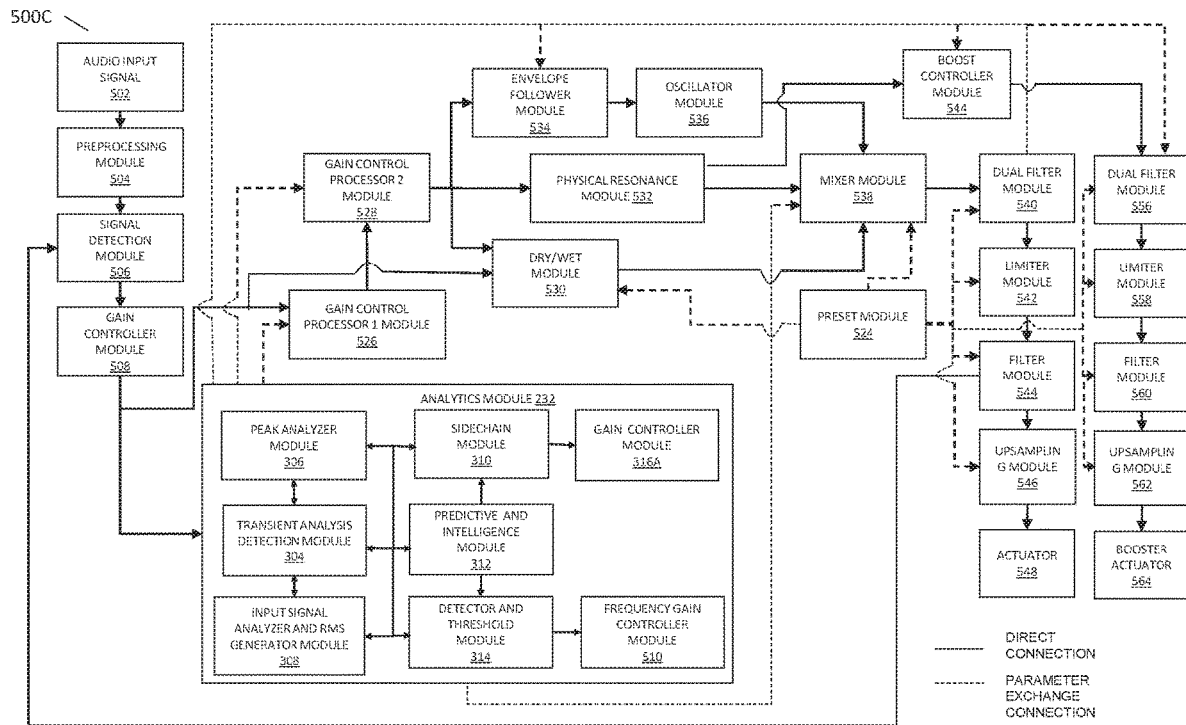 500C
AUDIO INPUT
SIGNAL
502
PREPROCESSING
MODULE
504
SIGNAL
DETECTION
MODULE
506
GAIN
CONTROLLER
MODULE
508
GAIN CONTROL
PROCESSOR 2
MODULE
528
GAIN CONTROL
PROCESSOR 1 MODULE
526
ENVELOPE
FOLLOWER
MODULE
534
OSCILLATOR
MODULE
536
PHYSICAL RESONANCE
MODULE 532
DRY/WET
MODULE
530
MIXER MODULE
538
PRESET MODULE
524
BOOST
CONTROLLER
MODULE
544
DUAL FILTER
MODULE
540
LIMITER
MODULE
542
FILTER
MODULE
544
UPSAMPLIN
G MODULE
546
ACTUATOR
548
DUAL FILTER
MODULE
556
LIMITER
MODULE
558
FILTER
MODULE
560
UPSAMPLIN
G MODULE
562
BOOSTER
ACTUATOR
564
ANALYTICS MODULE 232
PEAK ANALYZER
MODULE
306
SIDECHAIN
MODULE
310
GAIN CONTROLLER
MODULE
316A
TRANSIENT ANALYSIS
DETECTION MODULE
304
PREDICTIVE AND
INTELLIGENCE
MODULE
312
INPUT SIGNAL
ANALYZER AND RMS
GENERATOR MODULE
308
DETECTOR AND
THRESHOLD
MODULE
314
FREQUENCY GAIN
CONTROLLER
MODULE
510
DIRECT
CONNECTION
PARAMETER
EXCHANGE
CONNECTION